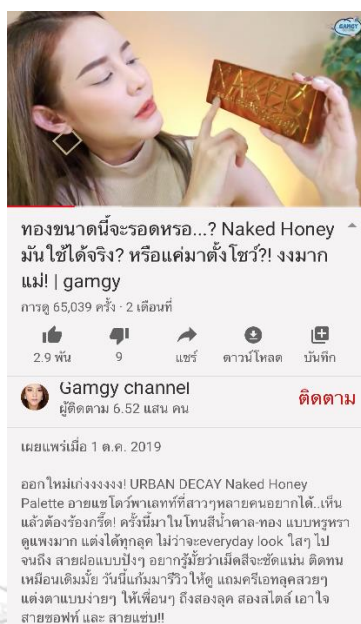 GAMGY
NAKED
ทองขนาดนี้จะรอดหรอ...? Naked Honey
มันใช้ได้จริง? หรือแค่มาตั้งโชว์?! งงมาก
แม่! | gamgy
การดู 65,039 ครั้ง · 2 เดือนที่
2.9 พัน
9
แชร์
ดาวน์โหลด
บันทึก
Gamgy channel
ผู้ติดตาม 6.52 แสน คน
ติดตาม
เผยแพร่เมื่อ 1 ต.ค. 2019
ออกใหม่เก่งงงงงง! URBAN DECAY Naked Honey
Palette อายแชโดว์พาเลทท์ที่สาวๆหลายคนอยากได้..เห็น
แล้วต้องร้องกรี๊ด! ครั้งนี้มาในโทนสีน้ำตาล-ทอง แบบหรูหรา
ดูแพงมาก แต่งได้ทุกลุค ไม่ว่าจะeveryday look ใสๆ ไป
จนถึง สายฝอแบบปังๆ อยากรู้มั้ยว่าเม็ดสีจะชัดแน่น ติดทน
เหมือนเดิมมั้ย วันนี้แก้มมารีวิวให้ดู แถมครีเอทลุคสวยๆ
แต่งตาแบบง่ายๆ ให้เพื่อนๆ ถึงสองลุค สองสไตล์ เอาใจ
สายซอฟท์ และ สายแซ่บ!!